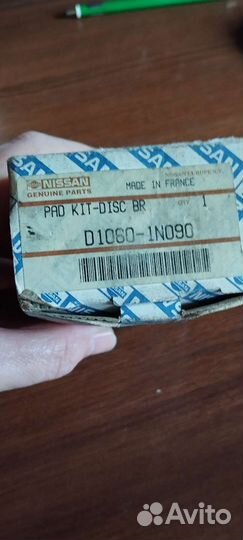 NISSAN
GENUINE PARTS
MADE IN FRANCE
PAD KIT-DISC BR
QTY 1
D1060-1N090
Avito